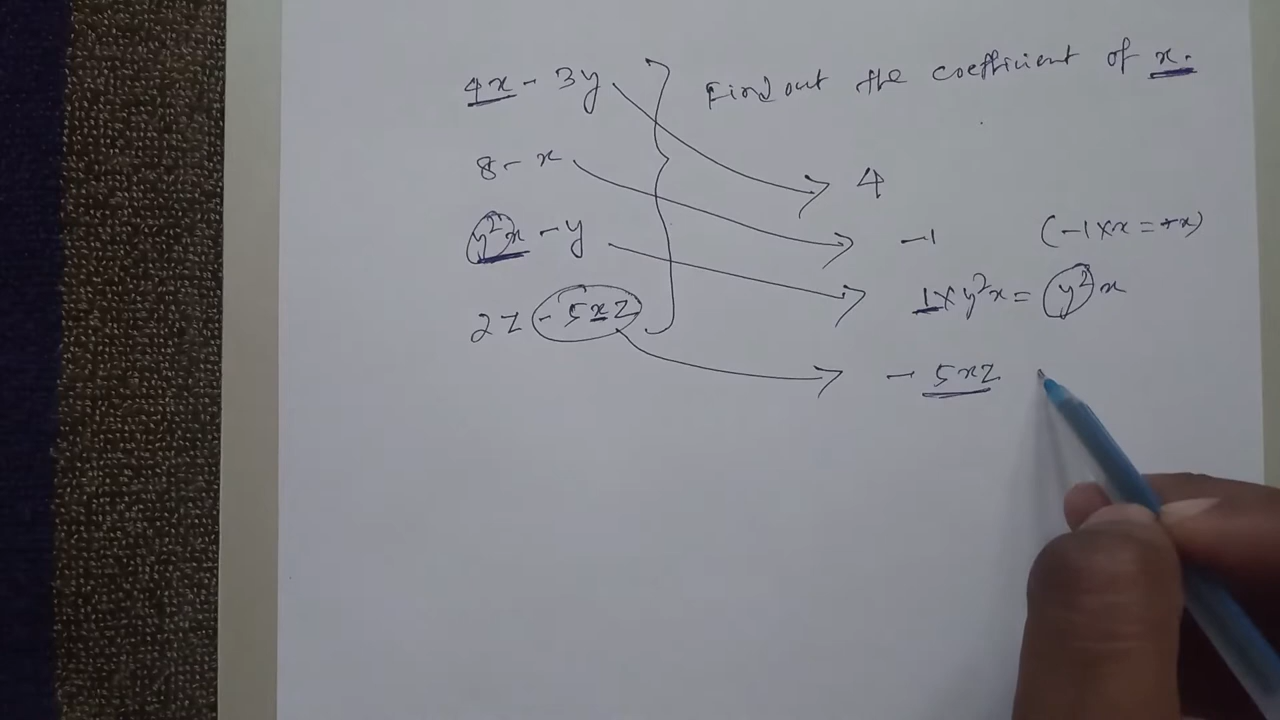 4x - 3y
Find out the coefficient of x.
8 - x
4
y²x - y
-1 (-1 × x = -x)
1 × y²x = y²x
2z - 5xz
- 5xz